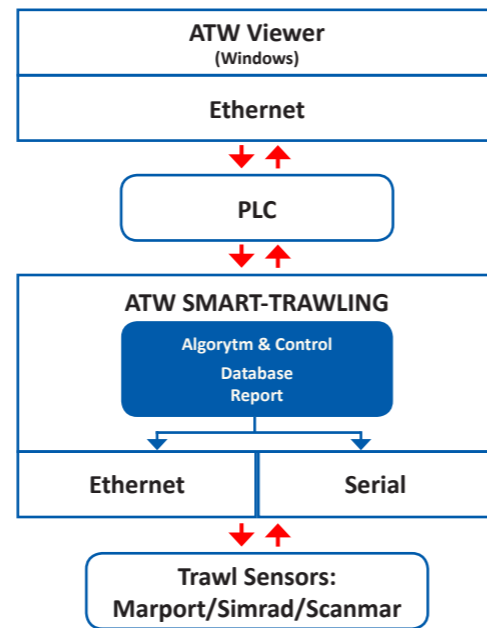 ATW Viewer
(Windows)
Ethernet
PLC
ATW SMART-TRAWLING
Algorytm & Control
Database
Report
Ethernet
Serial
Trawl Sensors:
Marport/Simrad/Scanmar